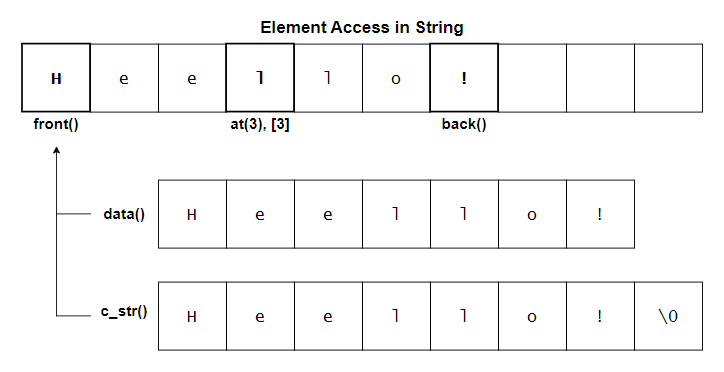 Element Access in String
H e e l l o !
front() at(3), [3] back()
data() H e e l l o !
c_str() H e e l l o ! \0